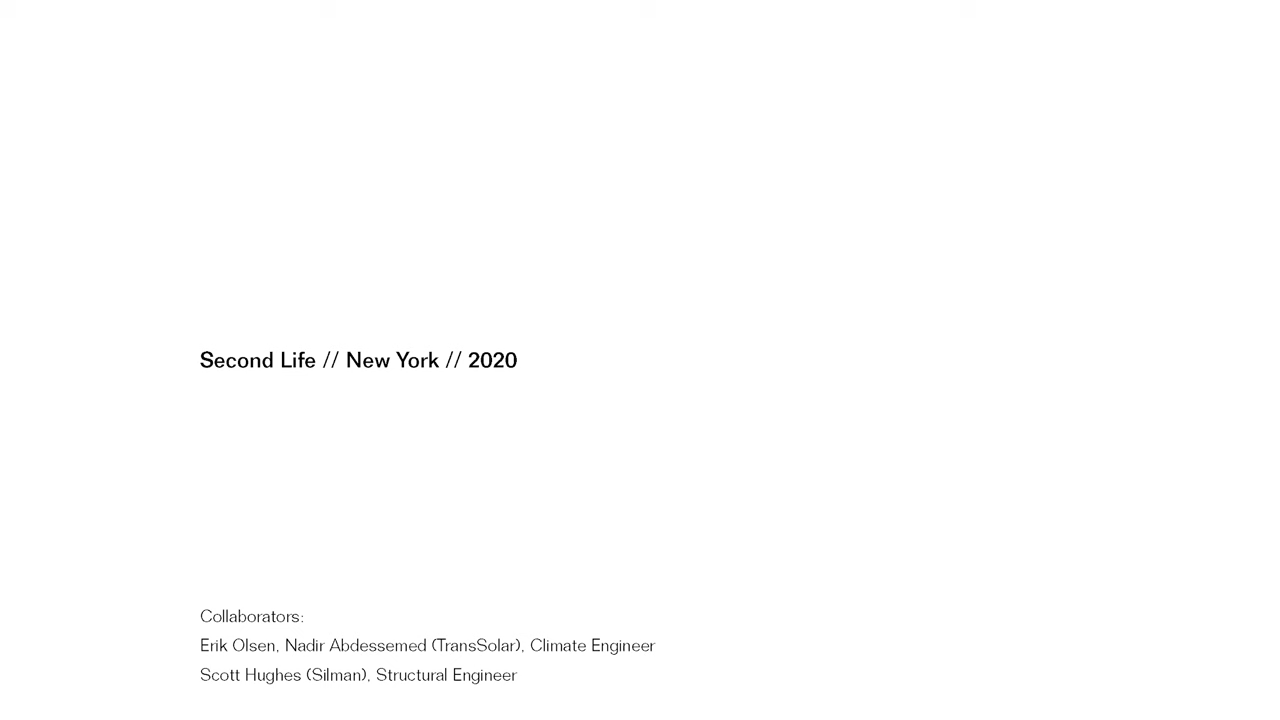 Second Life // New York // 2020
Collaborators:
Erik Olsen, Nadir Abdessemed (TransSolar), Climate Engineer
Scott Hughes (Silman), Structural Engineer